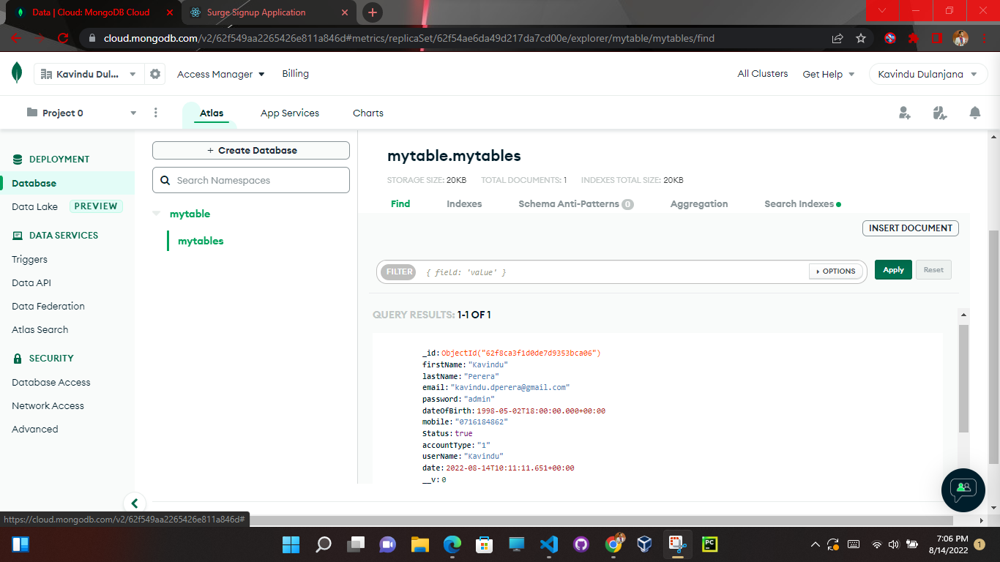 Data | Cloud: MongoDB Cloud
Surge Signup Application
cloud.mongodb.com/v2/62f549aa2265426e811a846d#metrics/replicaSet/62f54ae6da49d217da7cd00e/explorer/mytable/mytables/find
Kavindu Dul...
Access Manager
Billing
All Clusters
Get Help
Kavindu Dulanjana
Project 0
Atlas
App Services
Charts
DEPLOYMENT
Database
Data Lake PREVIEW
DATA SERVICES
Triggers
Data API
Data Federation
Atlas Search
SECURITY
Database Access
Network Access
Advanced
+ Create Database
Search Namespaces
mytable
mytables
mytable.mytables
STORAGE SIZE: 20KB TOTAL DOCUMENTS: 1 INDEXES TOTAL SIZE: 20KB
Find Indexes Schema Anti-Patterns 0 Aggregation Search Indexes
INSERT DOCUMENT
FILTER { field: 'value' } OPTIONS Apply Reset
QUERY RESULTS: 1-1 OF 1
_id: ObjectId("62f8ca3f1d0de7d9353bca06")
firstName: "Kavindu"
lastName: "Perera"
email: "kavindu.dperera@gmail.com"
password: "admin"
dateOfBirth: 1998-05-02T18:00:00.000+00:00
mobile: "0716184862"
Status: true
accountType: "1"
userName: "Kavindu"
date: 2022-08-14T10:11:11.651+00:00
__v: 0
https://cloud.mongodb.com/v2/62f549aa2265426e811a846d#
PC
7:06 PM
8/14/2022
1